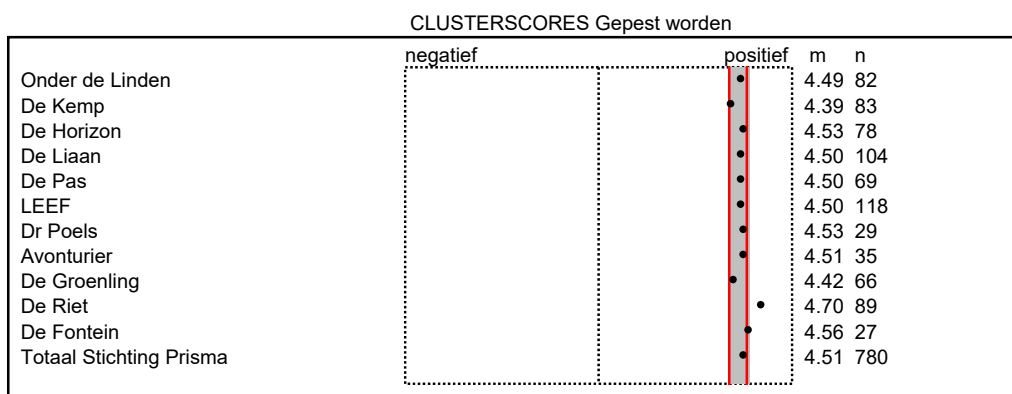 CLUSTERSCORES Gepest worden
negatief positief m n
Onder de Linden 4.49 82
De Kemp 4.39 83
De Horizon 4.53 78
De Liaan 4.50 104
De Pas 4.50 69
LEEF 4.50 118
Dr Poels 4.53 29
Avonturier 4.51 35
De Groenling 4.42 66
De Riet 4.70 89
De Fontein 4.56 27
Totaal Stichting Prisma 4.51 780